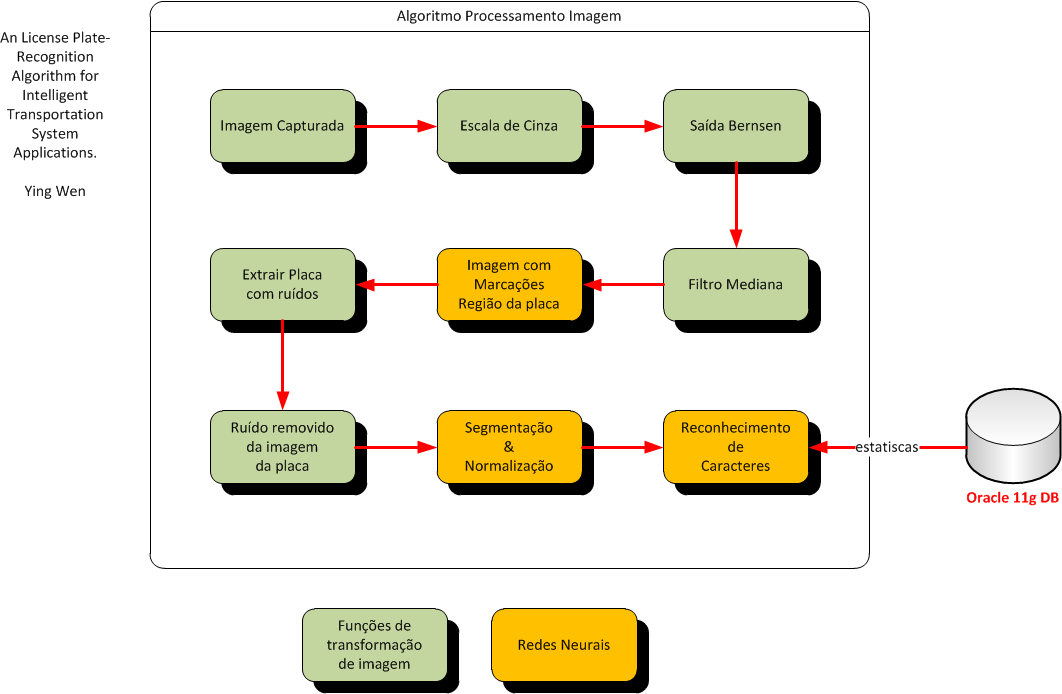 Algoritmo Processamento Imagem
An License Plate-
Recognition
Algorithm for
Intelligent
Transportation
System
Applications.
Ying Wen
Imagem Capturada
Escala de Cinza
Saída Bernsen
Extrair Placa
com ruídos
Imagem com
Marcações
Região da placa
Filtro Mediana
Ruído removido
da imagem
da placa
Segmentação
&
Normalização
Reconhecimento
de
Caracteres
estatiscas
Oracle 11g DB
Funções de
transformação
de imagem
Redes Neurais